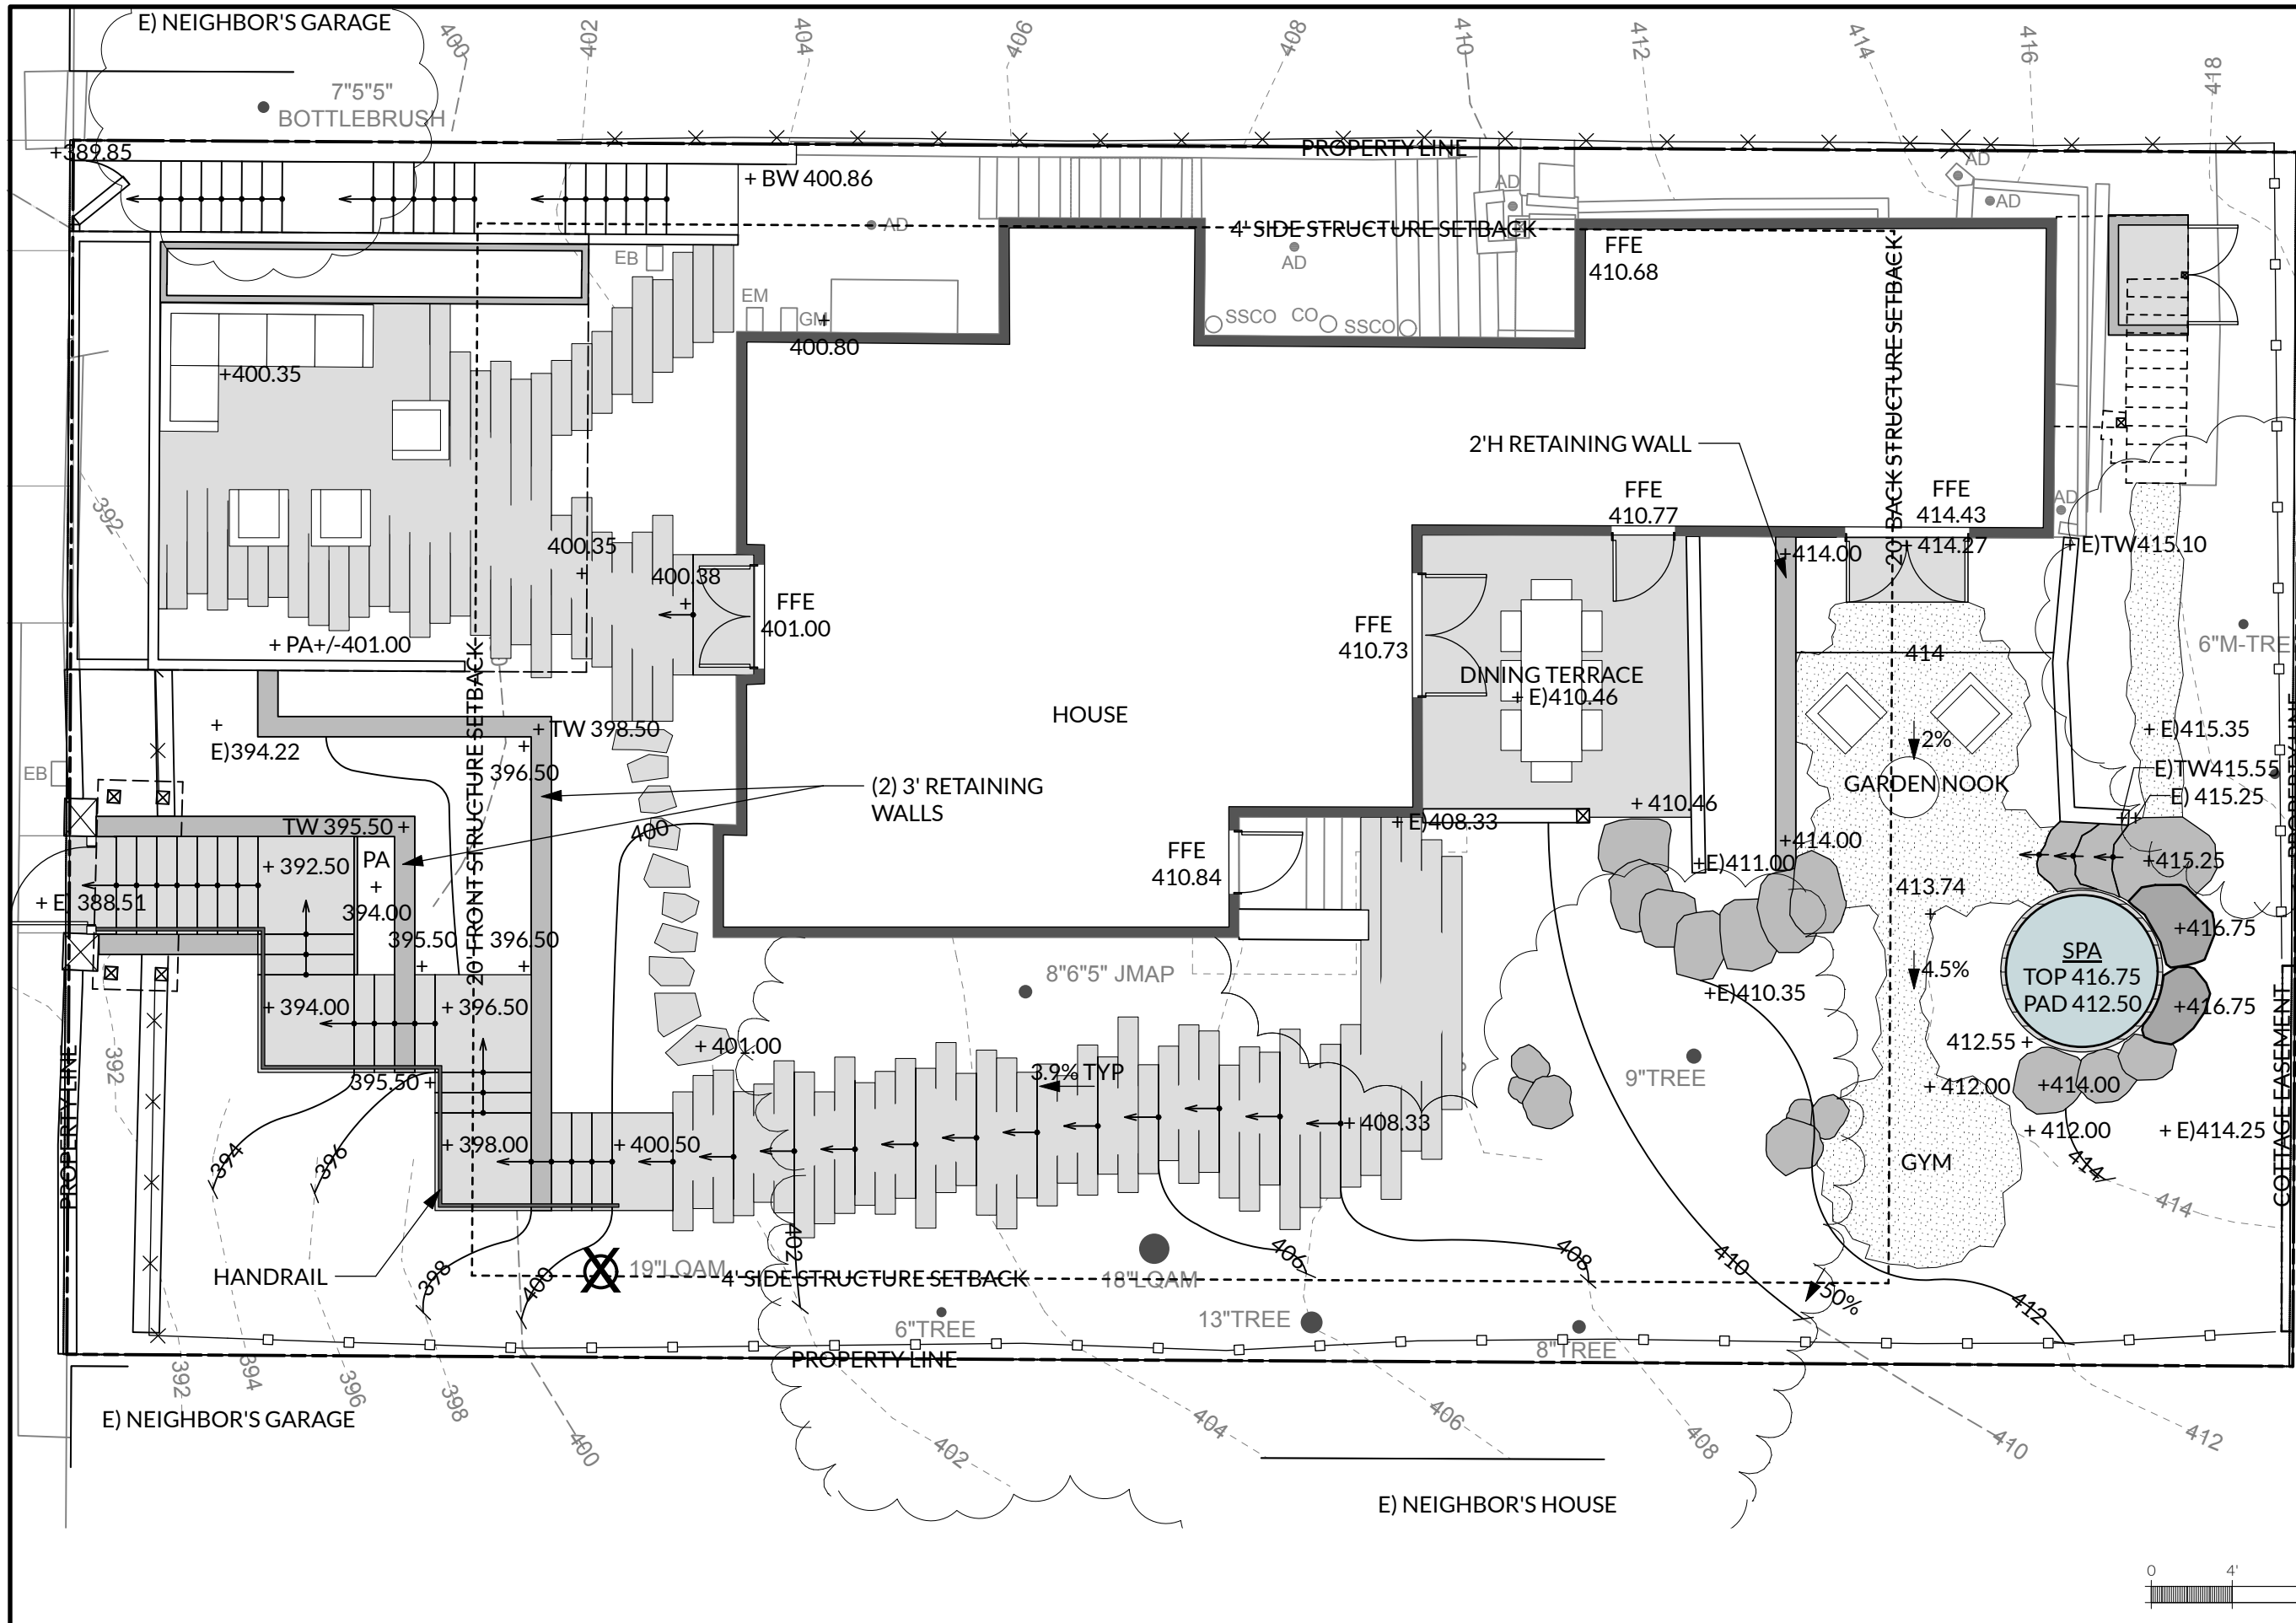 E) NEIGHBOR'S GARAGE
400
402
404
406
408
410
412
414
416
418
7"5"5"
BOTTLEBRUSH
+389.85
PROPERTY LINE
AD
AD
AD
+ BW 400.86
AD
4' SIDE STRUCTURE SETBACK
AD
FFE
410.68
EB
EM
GM
+
400.80
SSCO
CO
SSCO
20' BACK STRUCTURE SETBACK
+400.35
2'H RETAINING WALL
FFE
410.77
FFE
414.43
AD
392
400.35
+
400.38
+
+414.00
+ 414.27
+ E)TW415.10
FFE
401.00
FFE
410.73
+ PA+/-401.00
20' FRONT STRUCTURE SETBACK
DINING TERRACE
+ E)410.46
414
6"M-TRE
+
E)394.22
+ TW 398.50
+
396.50
HOUSE
+ E)415.35
2%
EB
(2) 3' RETAINING
WALLS
GARDEN NOOK
E)TW415.55
E) 415.25
PROPERTY LINE
TW 395.50 +
400
+ 410.46
+ E)408.33
+414.00
PA
+
394.00
+ 392.50
FFE
410.84
+E)411.00
+415.25
413.74
+
+ E) 388.51
395.50
+
396.50
+
+416.75
SPA
TOP 416.75
PAD 412.50
8"6"5" JMAP
4.5%
+E)410.35
+ 394.00
+ 396.50
+416.75
+ 401.00
412.55 +
PROPERTY LINE
392
395.50 +
3.9% TYP
9"TREE
+ 412.00
+414.00
COTTAGE EASEMENT
+ 398.00
+ 400.50
+ 408.33
+ 412.00
+ E)414.25
394
396
GYM
414
414
HANDRAIL
398
400
19"LQAM
402
4' SIDE STRUCTURE SETBACK
18"LQAM
406
408
410
50%
412
6"TREE
13"TREE
8"TREE
PROPERTY LINE
392
394
396
398
400
402
404
406
408
410
412
E) NEIGHBOR'S GARAGE
E) NEIGHBOR'S HOUSE
0
4'